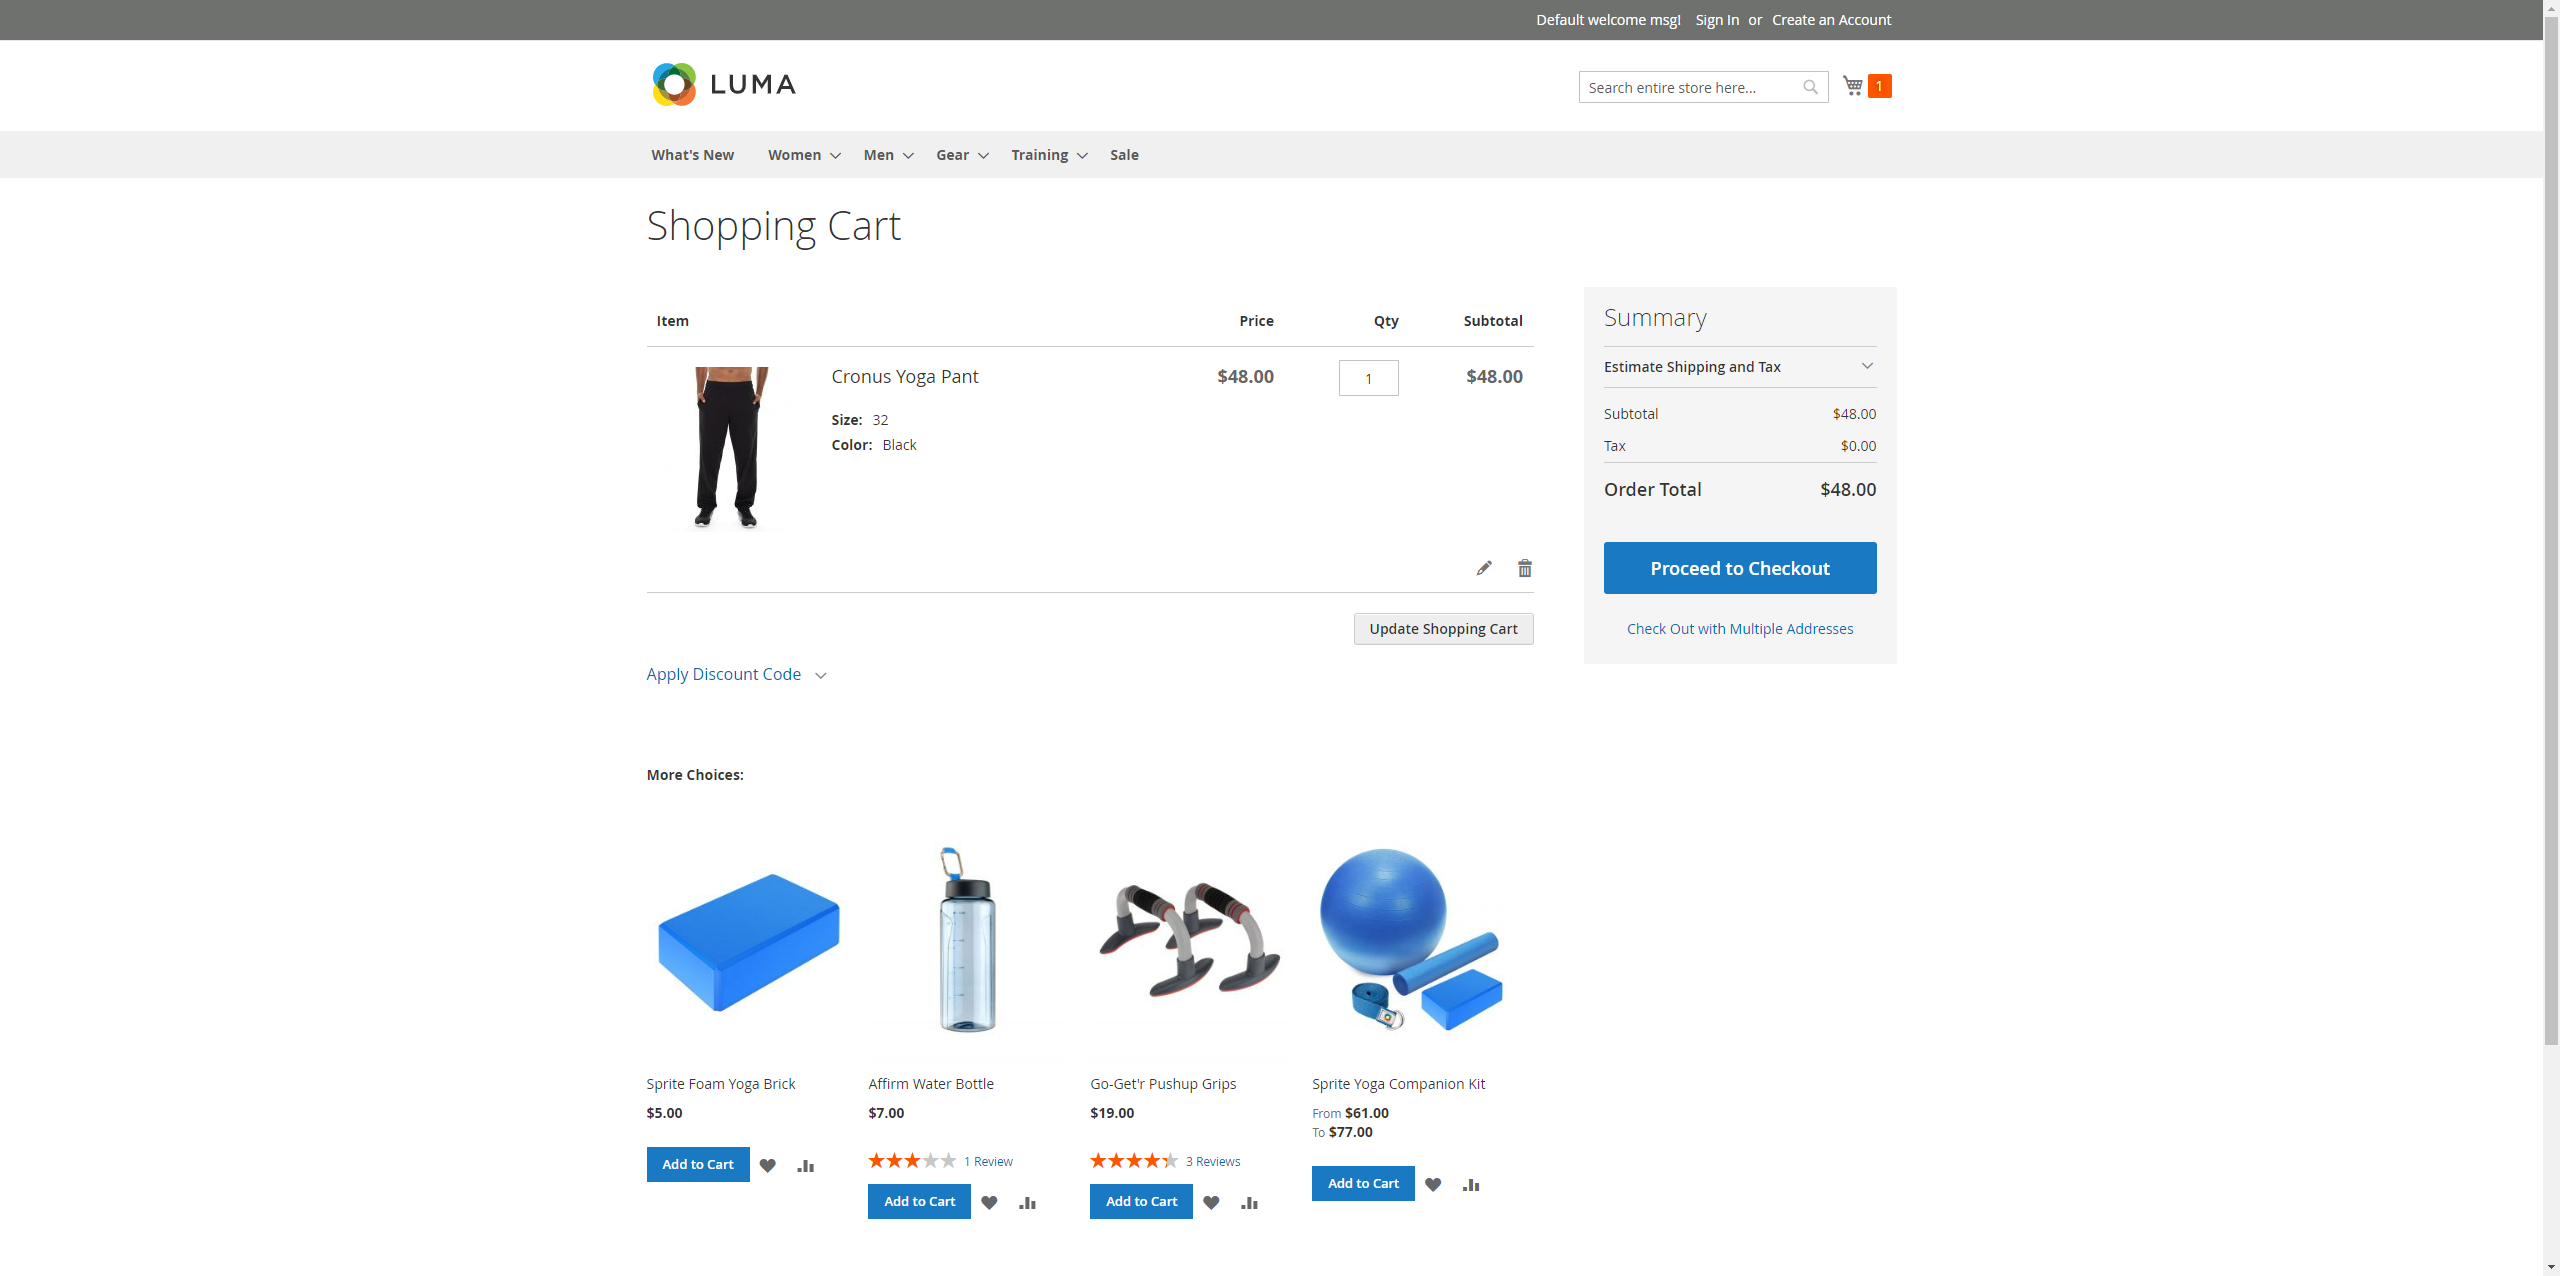 Default welcome msg! Sign In or Create an Account
LUMA
Search entire store here...
1
What's New Women Men Gear Training Sale
Shopping Cart
Item Price Qty Subtotal
Cronus Yoga Pant $48.00 1 $48.00
Size: 32
Color: Black
Update Shopping Cart
Apply Discount Code
Summary
Estimate Shipping and Tax
Subtotal $48.00
Tax $0.00
Order Total $48.00
Proceed to Checkout
Check Out with Multiple Addresses
More Choices:
Sprite Foam Yoga Brick
$5.00
Add to Cart
Affirm Water Bottle
$7.00
1 Review
Add to Cart
Go-Get'r Pushup Grips
$19.00
3 Reviews
Add to Cart
Sprite Yoga Companion Kit
From $61.00
To $77.00
Add to Cart